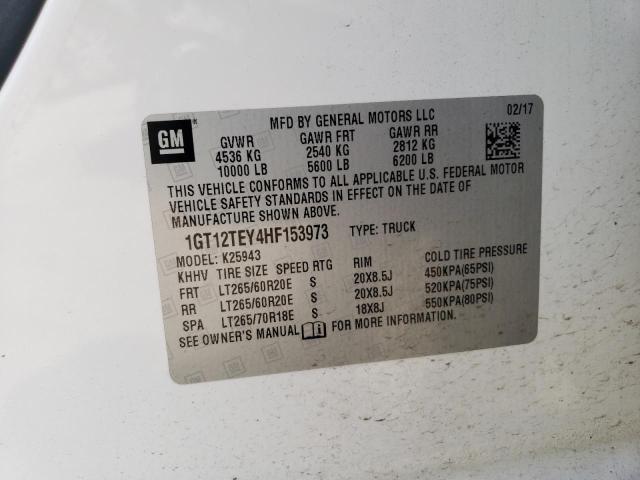 MFD BY GENERAL MOTORS LLC 02/17
GM
GVWR GAWR FRT GAWR RR
4536 KG 2540 KG 2812 KG
10000 LB 5600 LB 6200 LB
THIS VEHICLE CONFORMS TO ALL APPLICABLE U.S. FEDERAL MOTOR
VEHICLE SAFETY STANDARDS IN EFFECT ON THE DATE OF
MANUFACTURE SHOWN ABOVE.
1GT12TEY4HF153973 TYPE: TRUCK
MODEL: K25943
KHHV TIRE SIZE SPEED RTG RIM COLD TIRE PRESSURE
FRT LT265/60R20E S 20X8.5J 450KPA(65PSI)
RR LT265/60R20E S 20X8.5J 520KPA(75PSI)
SPA LT265/70R18E S 18X8J 550KPA(80PSI)
SEE OWNER'S MANUAL FOR MORE INFORMATION.